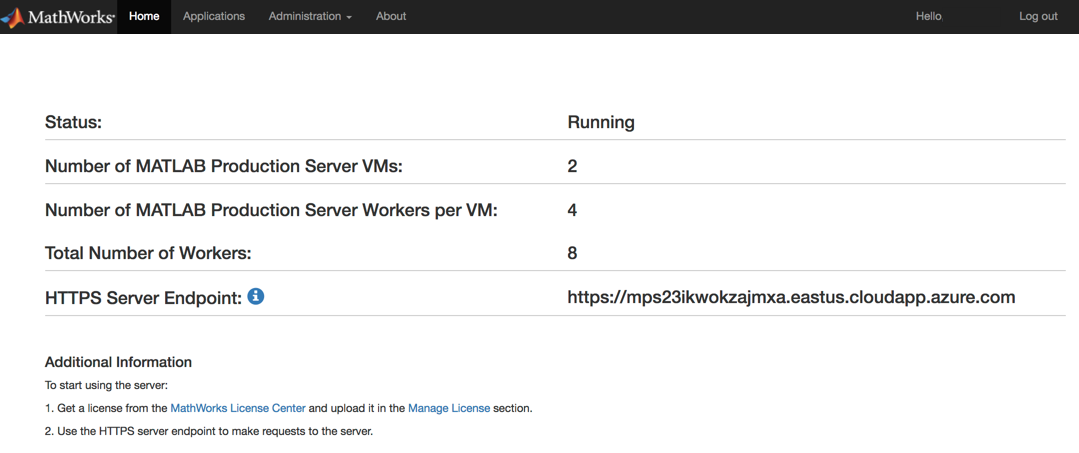 MathWorks® Home Applications Administration About Hello Log out
Status: Running
Number of MATLAB Production Server VMs: 2
Number of MATLAB Production Server Workers per VM: 4
Total Number of Workers: 8
HTTPS Server Endpoint: https://mps23ikwokzajmxa.eastus.cloudapp.azure.com
Additional Information
To start using the server:
1. Get a license from the MathWorks License Center and upload it in the Manage License section.
2. Use the HTTPS server endpoint to make requests to the server.